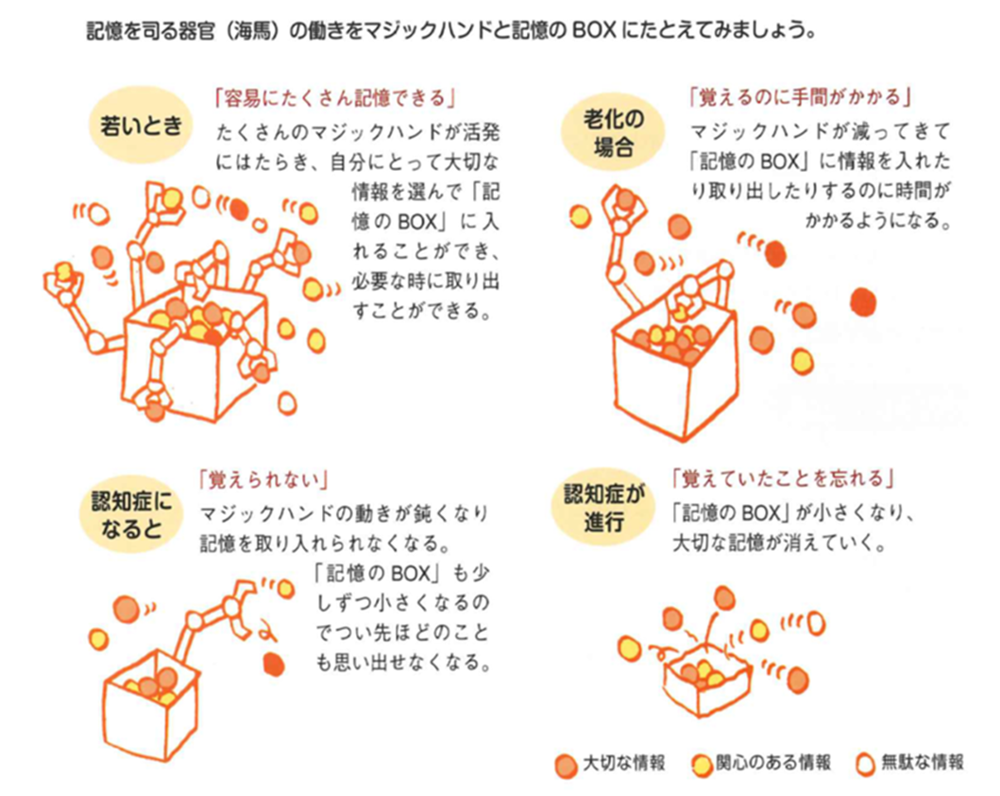 記憶を司る器官（海馬）の働きをマジックハンドと記憶のBOXにたとえてみましょう。
若いとき
「容易にたくさん記憶できる」
たくさんのマジックハンドが活発
にはたらき、自分にとって大切な
情報を選んで「記
憶のBOX」に入
れることができ、
必要な時に取り出
すことができる。
老化の
場合
「覚えるのに手間がかかる」
マジックハンドが減ってきて
「記憶のBOX」に情報を入れた
り取り出したりするのに時間が
かかるようになる。
認知症に
なると
「覚えられない」
マジックハンドの動きが鈍くなり
記憶を取り入れられなくなる。
「記憶のBOX」も少
しずつ小さくなるの
でつい先ほどのこと
も思い出せなくなる。
認知症が
進行
「覚えていたことを忘れる」
「記憶のBOX」が小さくなり、
大切な記憶が消えていく。
大切な情報
関心のある情報
無駄な情報